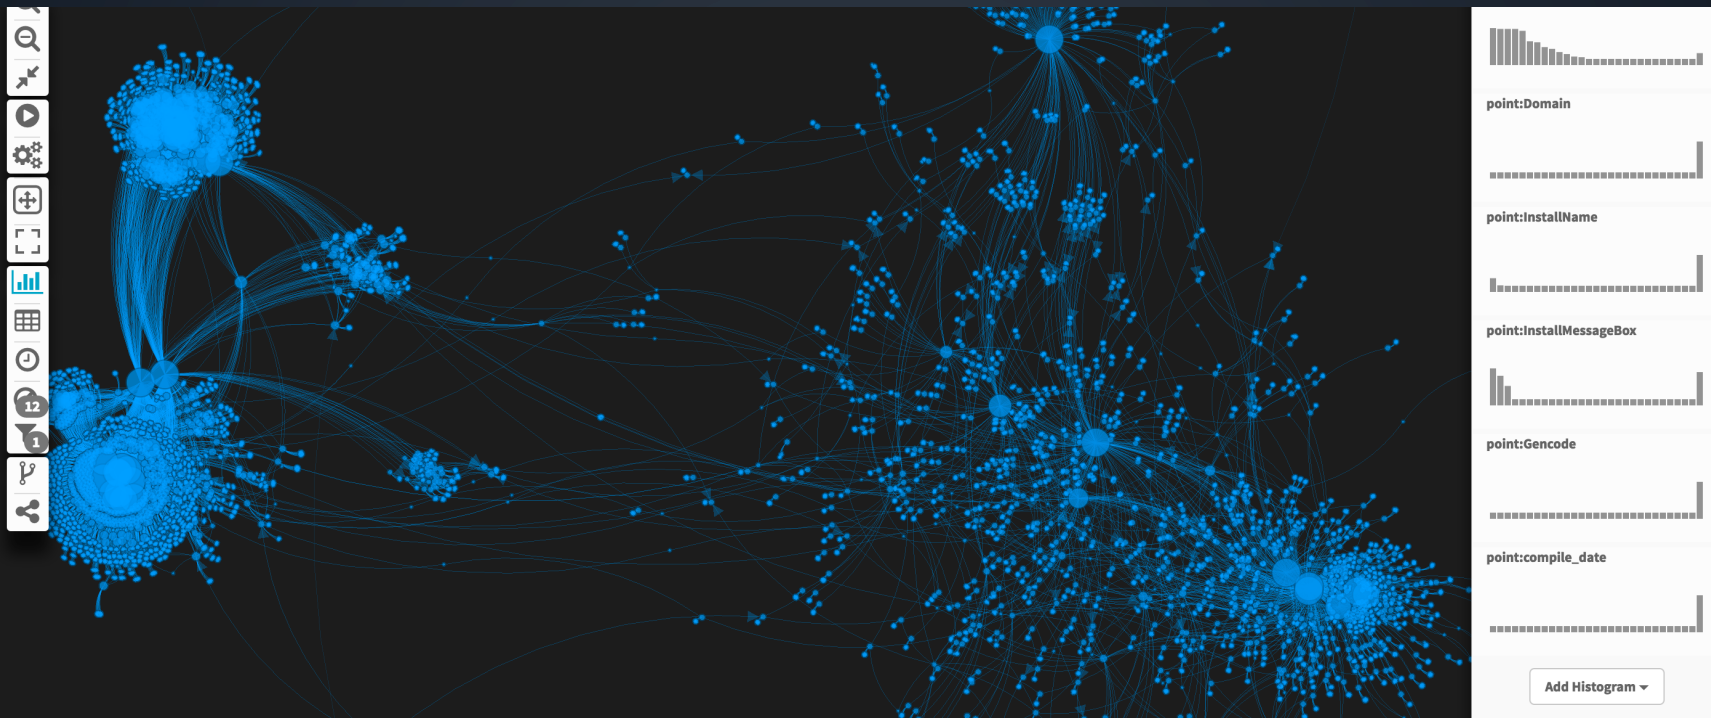 point:Domain
point:InstallName
point:InstallMessageBox
12
1
point:Gencode
point:compile_date
Add Histogram